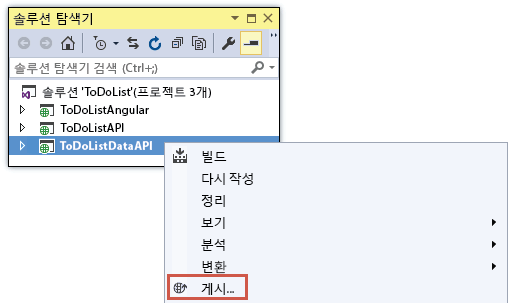 솔루션 탐색기
솔루션 탐색기 검색 (Ctrl+;)
솔루션 'ToDoList'(프로젝트 3개)
ToDoListAngular
ToDoListAPI
ToDoListDataAPI
빌드
다시 작성
정리
보기
분석
변환
게시...